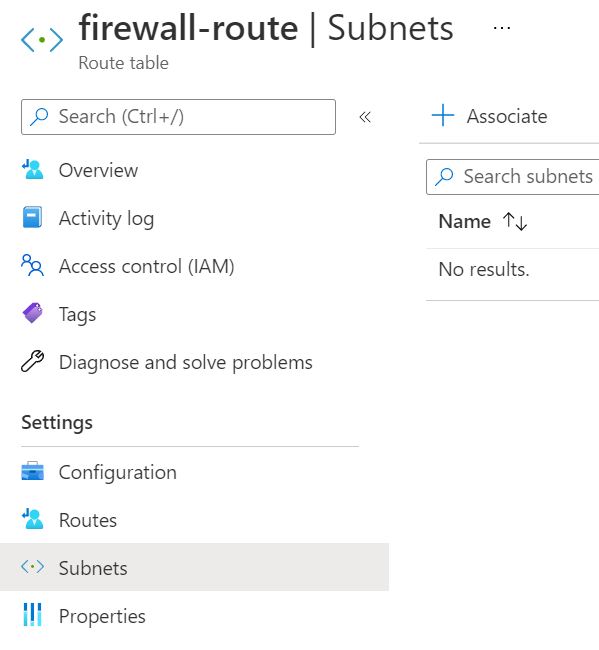 firewall-route | Subnets ...
Route table
Search (Ctrl+/)
«
Overview
Activity log
Access control (IAM)
Tags
Diagnose and solve problems
Settings
Configuration
Routes
Subnets
Properties
Associate
Search subnets
Name
No results.